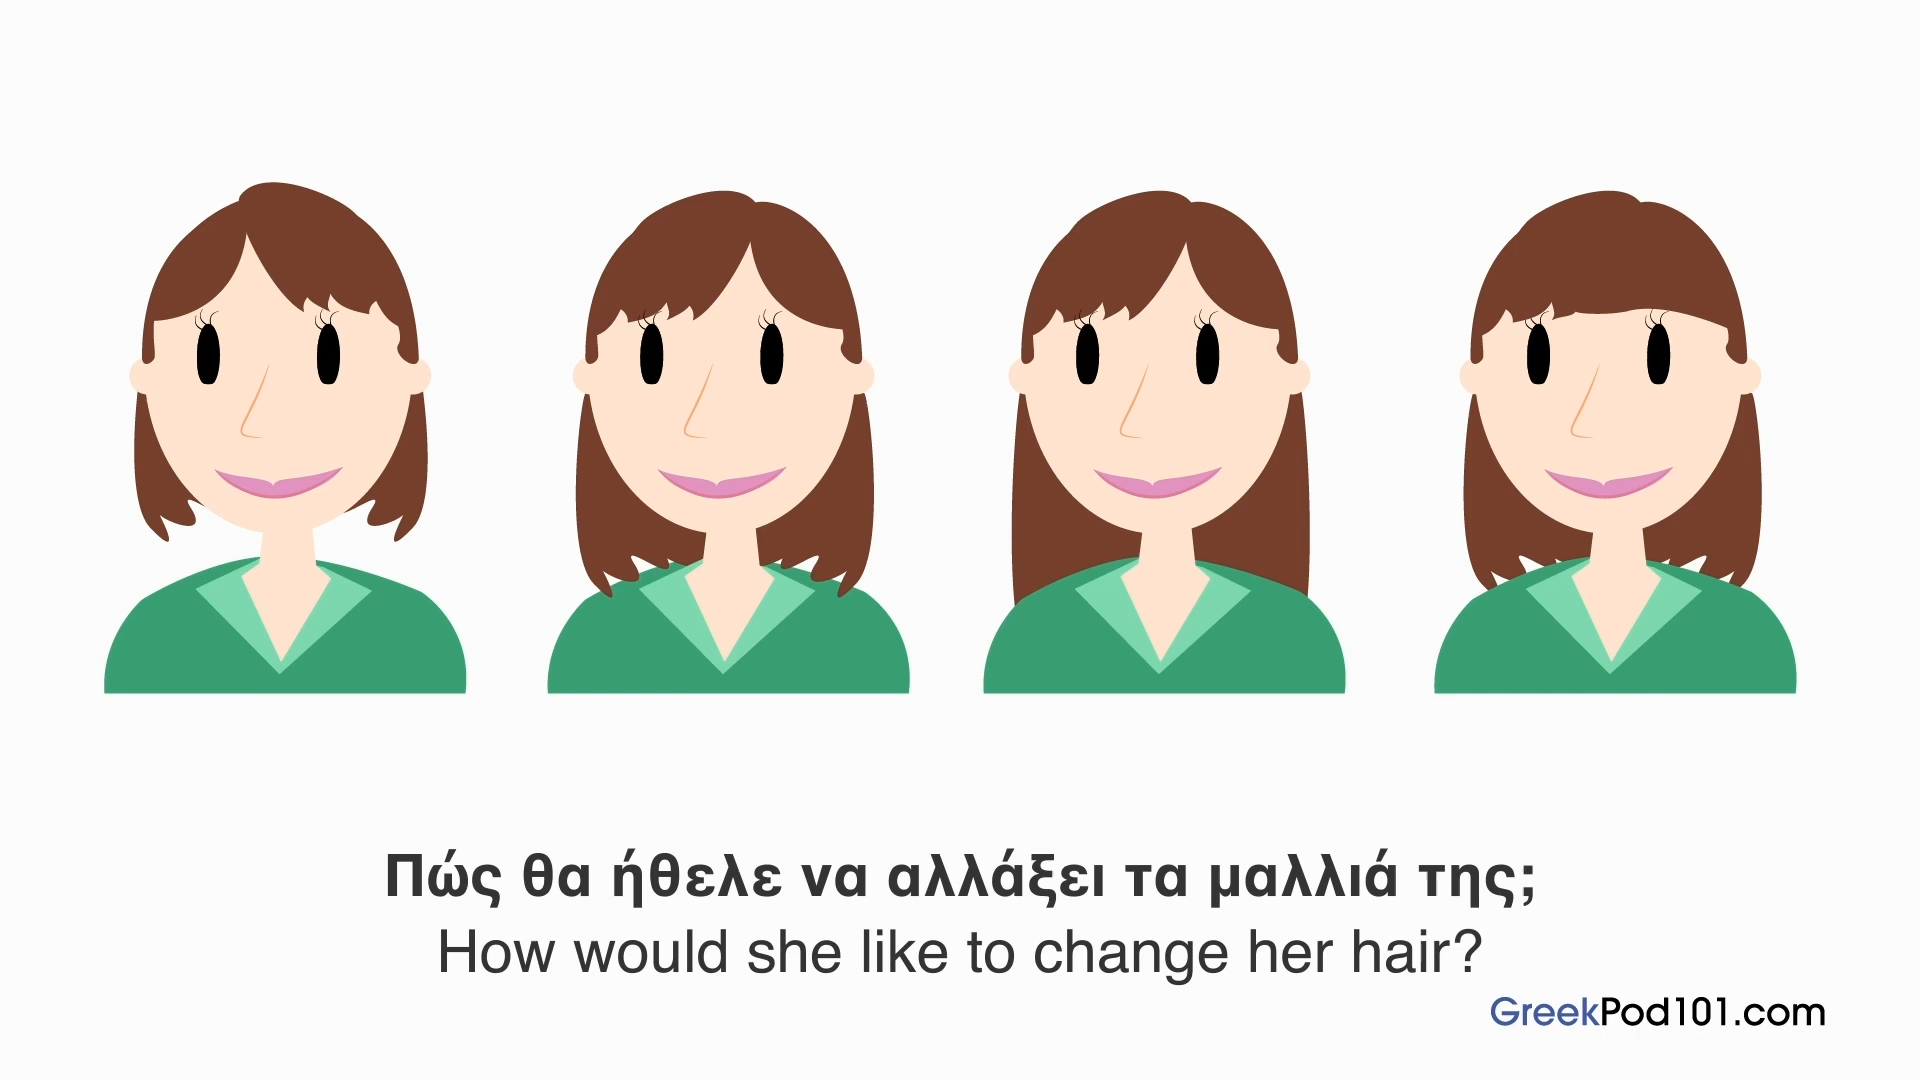 Πώς θα ήθελε να αλλάξει τα μαλλιά της;
How would she like to change her hair?
GreekPod101.com